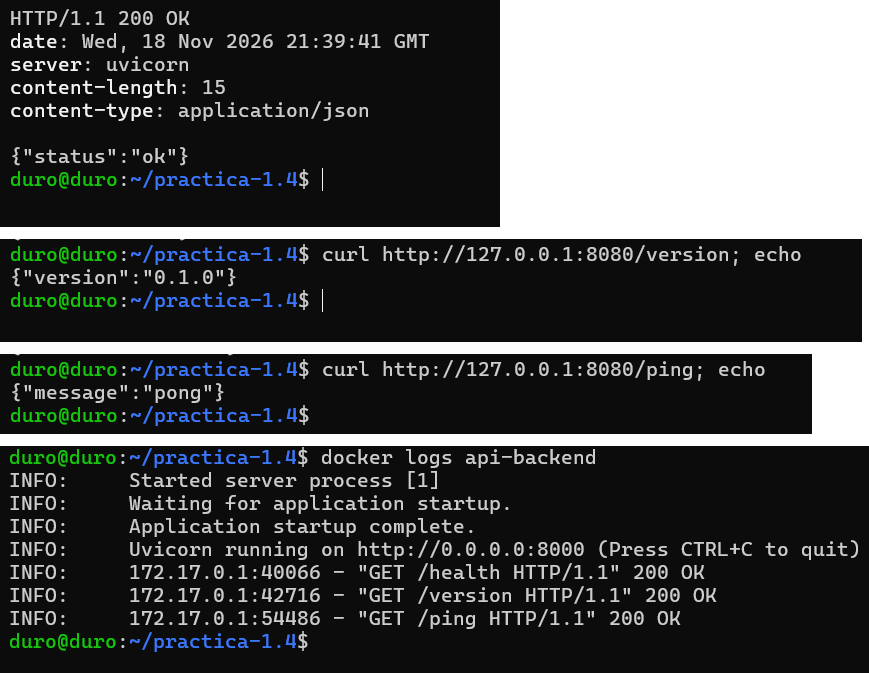 HTTP/1.1 200 OK
date: Wed, 18 Nov 2026 21:39:41 GMT
server: uvicorn
content-length: 15
content-type: application/json
{"status":"ok"}
duro@duro:~/practica-1.4$
duro@duro:~/practica-1.4$ curl http://127.0.0.1:8080/version; echo
{"version":"0.1.0"}
duro@duro:~/practica-1.4$
duro@duro:~/practica-1.4$ curl http://127.0.0.1:8080/ping; echo
{"message":"pong"}
duro@duro:~/practica-1.4$
duro@duro:~/practica-1.4$ docker logs api-backend
INFO:     Started server process [1]
INFO:     Waiting for application startup.
INFO:     Application startup complete.
INFO:     Uvicorn running on http://0.0.0.0:8000 (Press CTRL+C to quit)
INFO:     172.17.0.1:40066 - "GET /health HTTP/1.1" 200 OK
INFO:     172.17.0.1:42716 - "GET /version HTTP/1.1" 200 OK
INFO:     172.17.0.1:54486 - "GET /ping HTTP/1.1" 200 OK
duro@duro:~/practica-1.4$